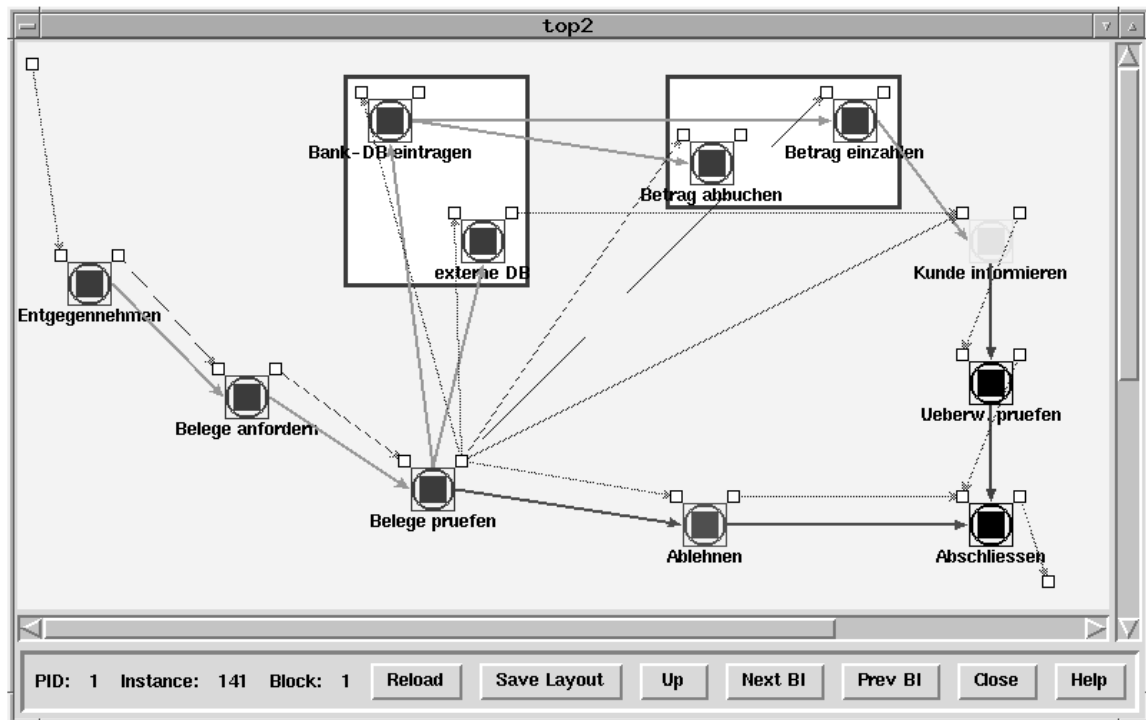 top2
Bank-DB eintragen
Betrag einzahlen
Betrag abbuchen
externe DB
Kunde informieren
Entgegennehmen
Belege anfordern
Ueberw. pruefen
Belege pruefen
Ablehnen
Abschliessen
PID: 1 Instance: 141 Block: 1 Reload Save Layout Up Next BI Prev BI Close Help